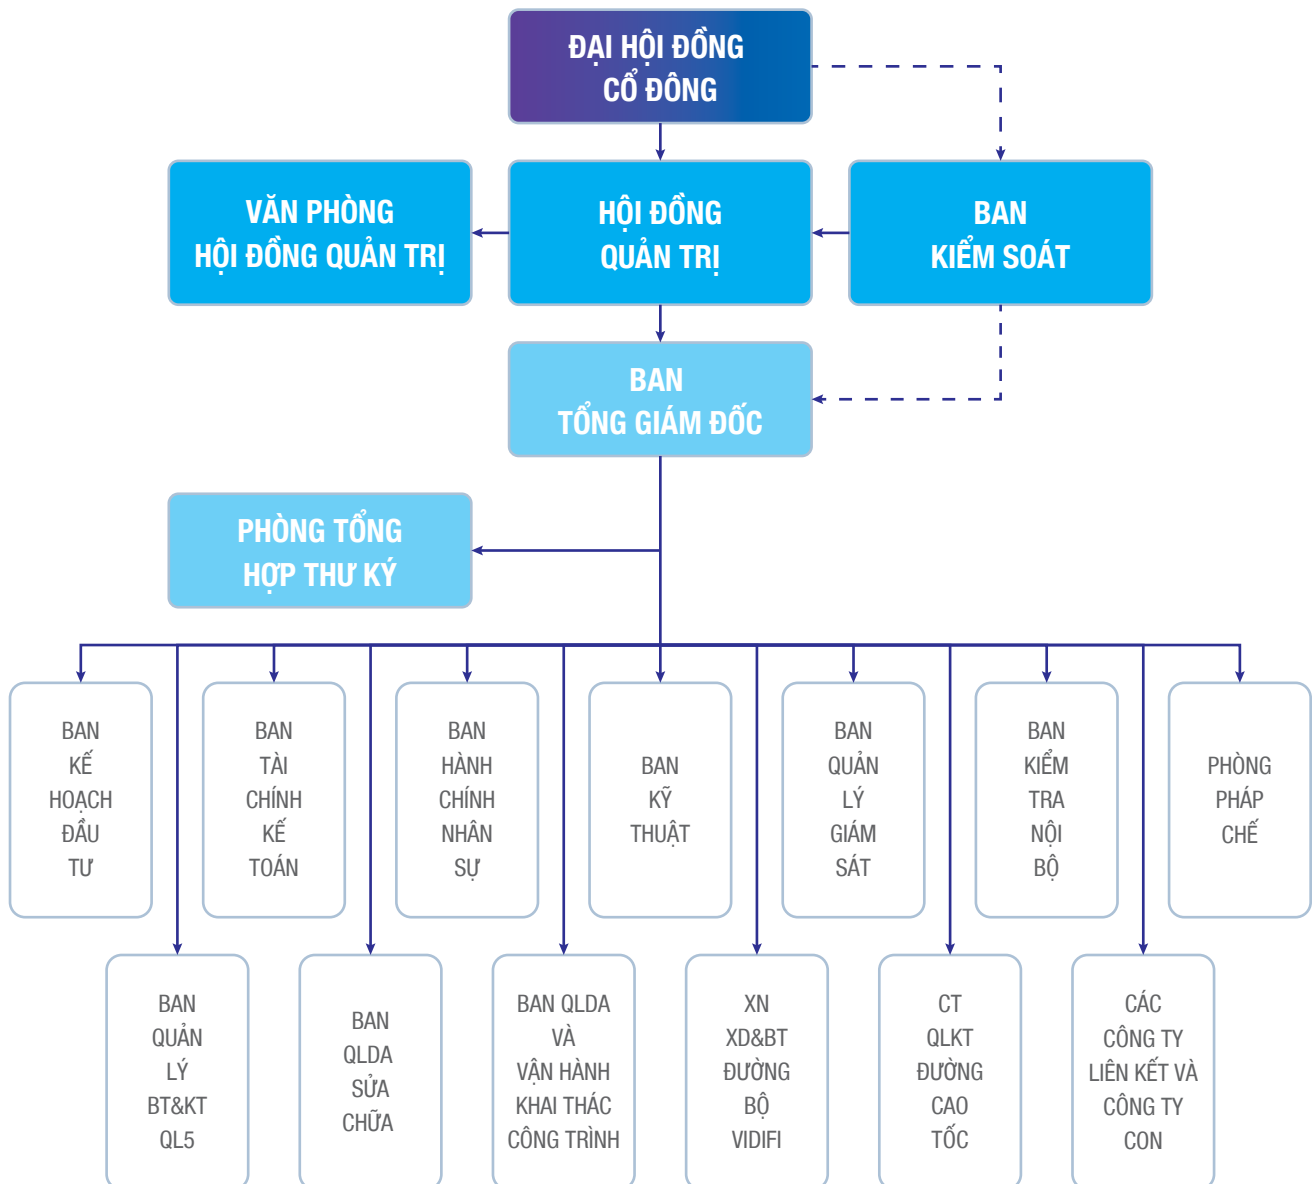 ĐẠI HỘI ĐỒNG
CỔ ĐÔNG
VĂN PHÒNG
HỘI ĐỒNG QUẢN TRỊ
HỘI ĐỒNG
QUẢN TRỊ
BAN
KIỂM SOÁT
BAN
TỔNG GIÁM ĐỐC
PHÒNG TỔNG
HỢP THƯ KÝ
BAN
KẾ
HOẠCH
ĐẦU
TƯ
BAN
TÀI
CHÍNH
KẾ
TOÁN
BAN
HÀNH
CHÍNH
NHÂN
SỰ
BAN
KỸ
THUẬT
BAN
QUẢN
LÝ
GIÁM
SÁT
BAN
KIỂM
TRA
NỘI
BỘ
PHÒNG
PHÁP
CHẾ
BAN
QUẢN
LÝ
BT&KT
QL5
BAN
QLDA
SỬA
CHỮA
BAN QLDA
VÀ
VẬN HÀNH
KHAI THÁC
CÔNG TRÌNH
XN
XD&BT
ĐƯỜNG
BỘ
VIDIFI
CT
QLKT
ĐƯỜNG
CAO
TỐC
CÁC
CÔNG TY
LIÊN KẾT VÀ
CÔNG TY
CON